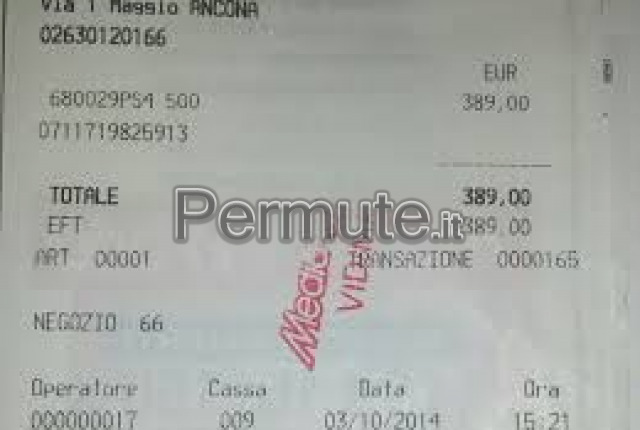 Via 1 Maggio ANCONA
02630120166
EUR
680029PS4 500 389,00
0711719826913
TOTALE 389,00
EFT 389,00
ART 00001 TRANSAZIONE 0000165
Permute.it
NEGOZIO 66
Operatore Cassa Data Ora
000000017 009 03/10/2014 15:21